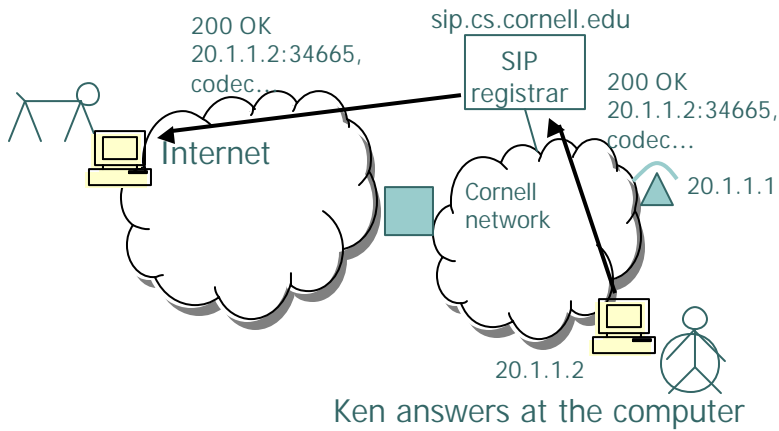 200 OK
20.1.1.2:34665,
codec...
sip.cs.cornell.edu
SIP
registrar
200 OK
20.1.1.2:34665,
codec...
Internet
Cornell
network
20.1.1.1
20.1.1.2
Ken answers at the computer